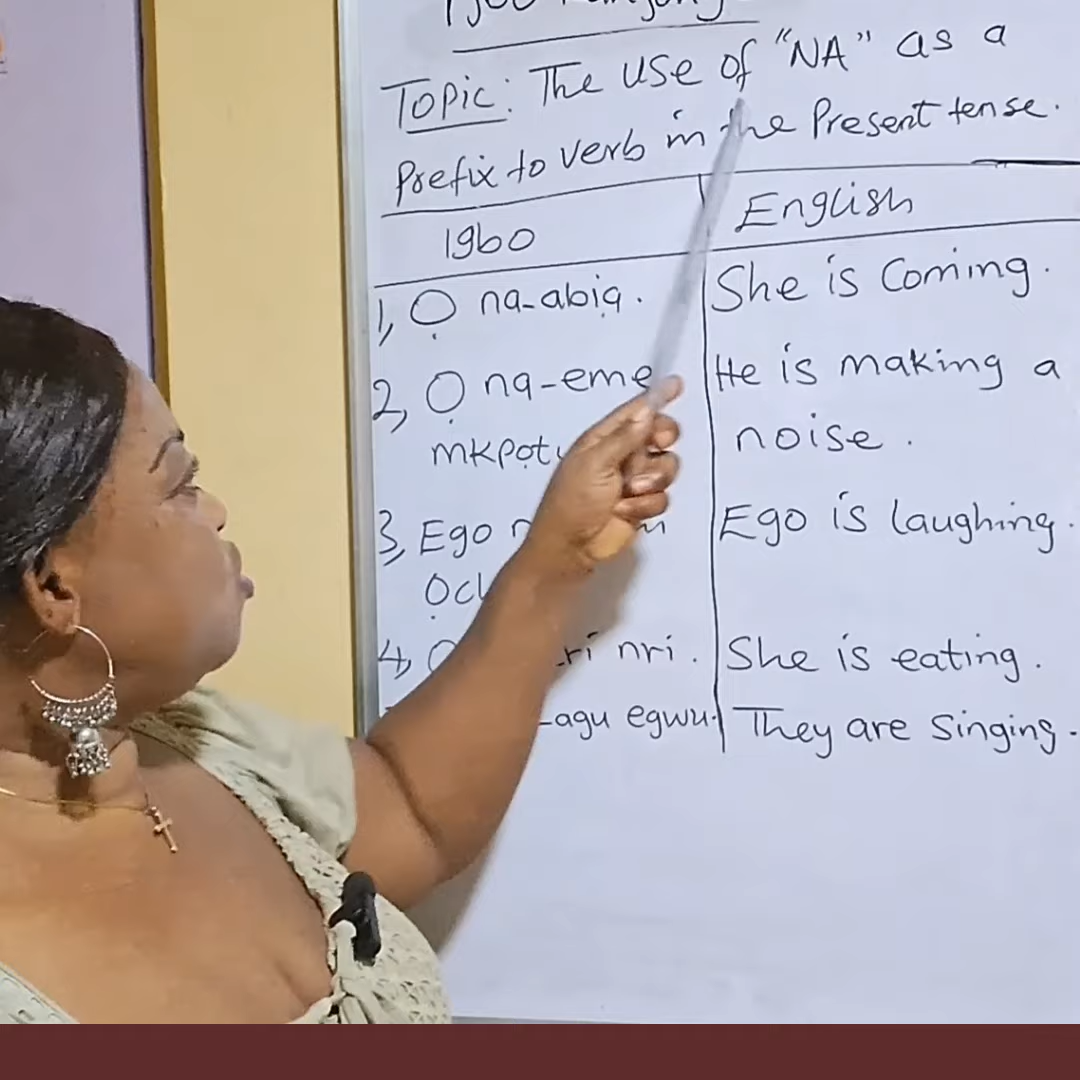 Topic: The use of "NA" as a
Prefix to verb in the Present tense.
Igbo English
1, Ọ na-abịa. She is Coming.
2, Ọ na-eme He is making a
noise.
3, Ego Ego is laughing.
4, nri. She is eating.
-agu egwu. They are Singing.